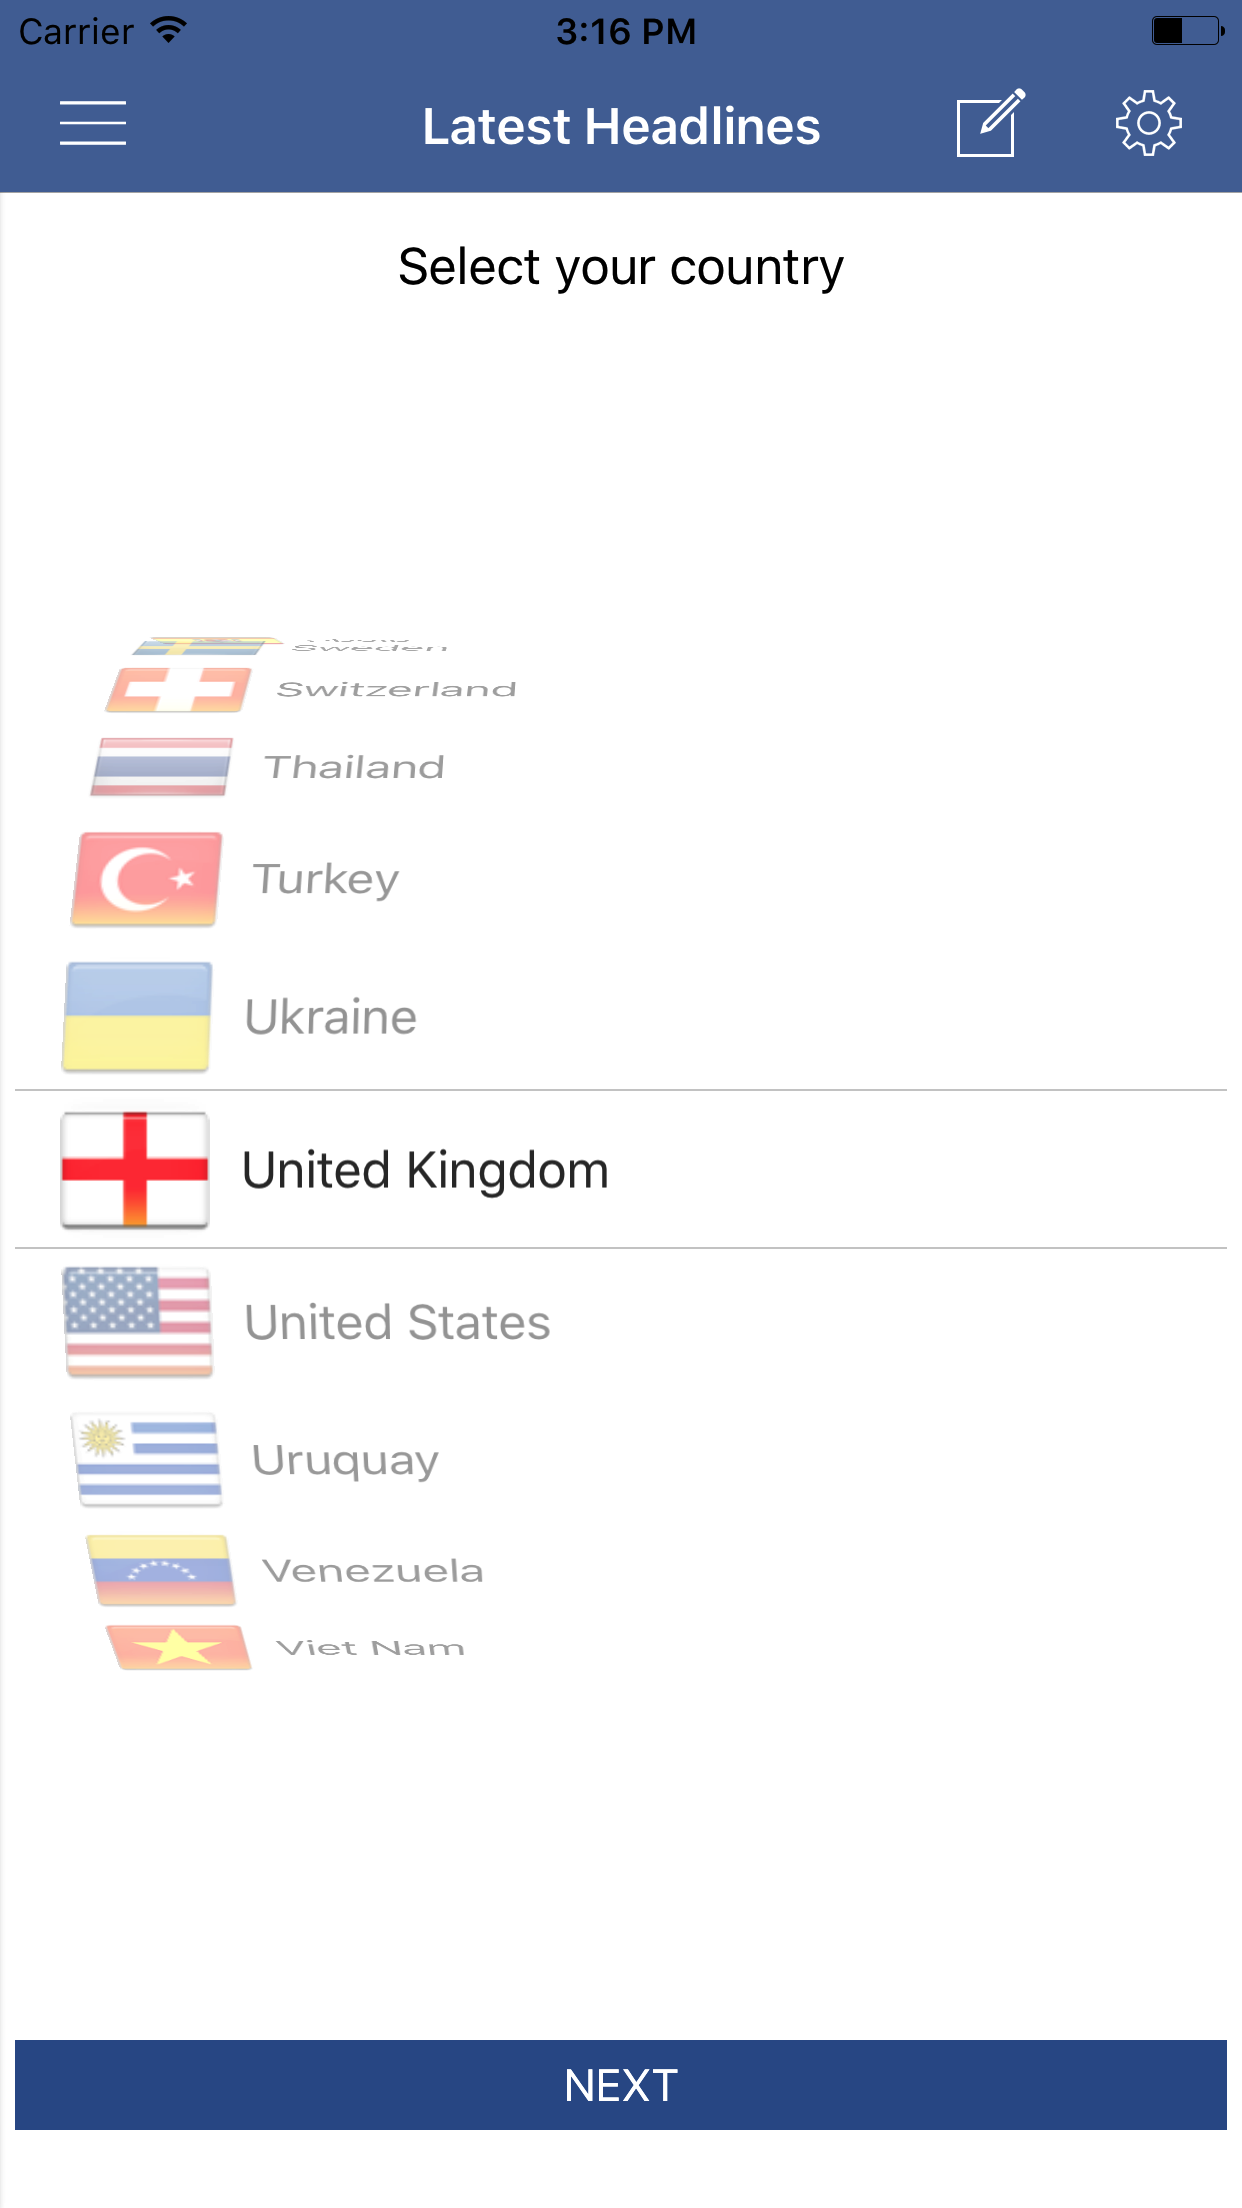 Carrier 3:16 PM
Latest Headlines
Select your country
Sweden
Switzerland
Thailand
Turkey
Ukraine
United Kingdom
United States
Uruquay
Venezuela
Viet Nam
NEXT